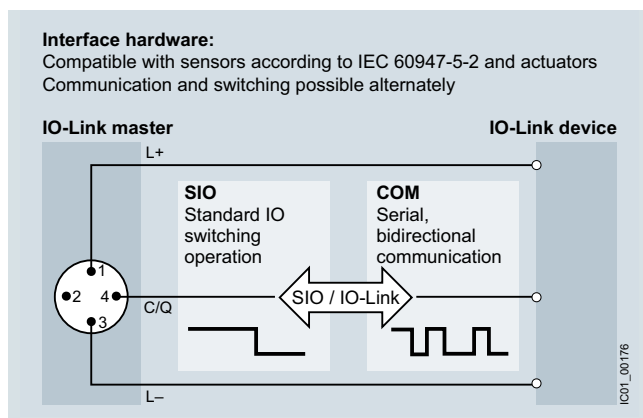 Interface hardware:
Compatible with sensors according to IEC 60947-5-2 and actuators
Communication and switching possible alternately
IO-Link master
IO-Link device
L+
SIO
Standard IO
switching
operation
COM
Serial,
bidirectional
communication
1
2
4
3
C/Q
SIO / IO-Link
L–
IC01_00176